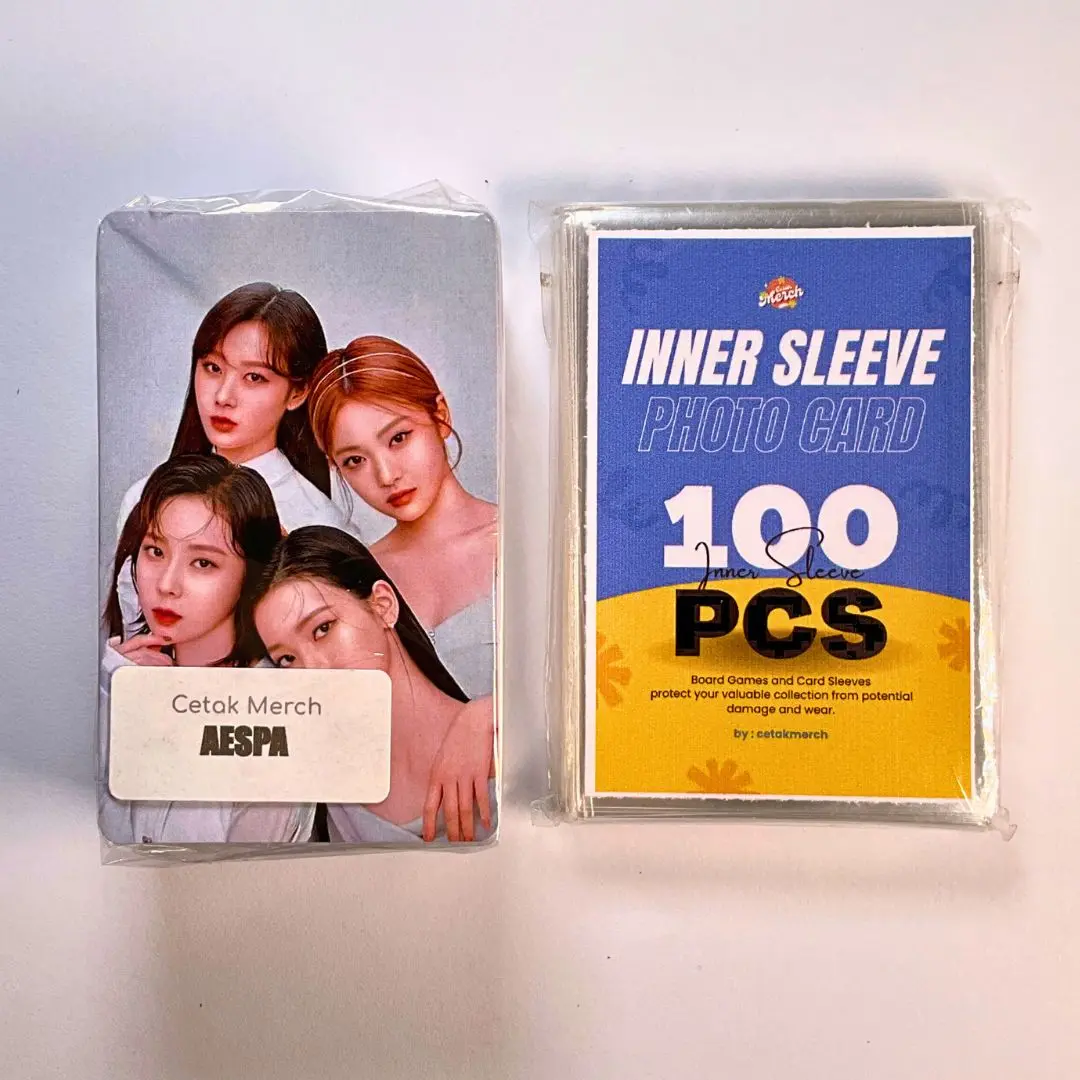 Cetak Merch
AESPA
Cetak
Merch
INNER SLEEVE
PHOTO CARD
100
Inner Sleeve
PCS
Board Games and Card Sleeves
protect your valuable collection from potential
damage and wear.
by : cetakmerch